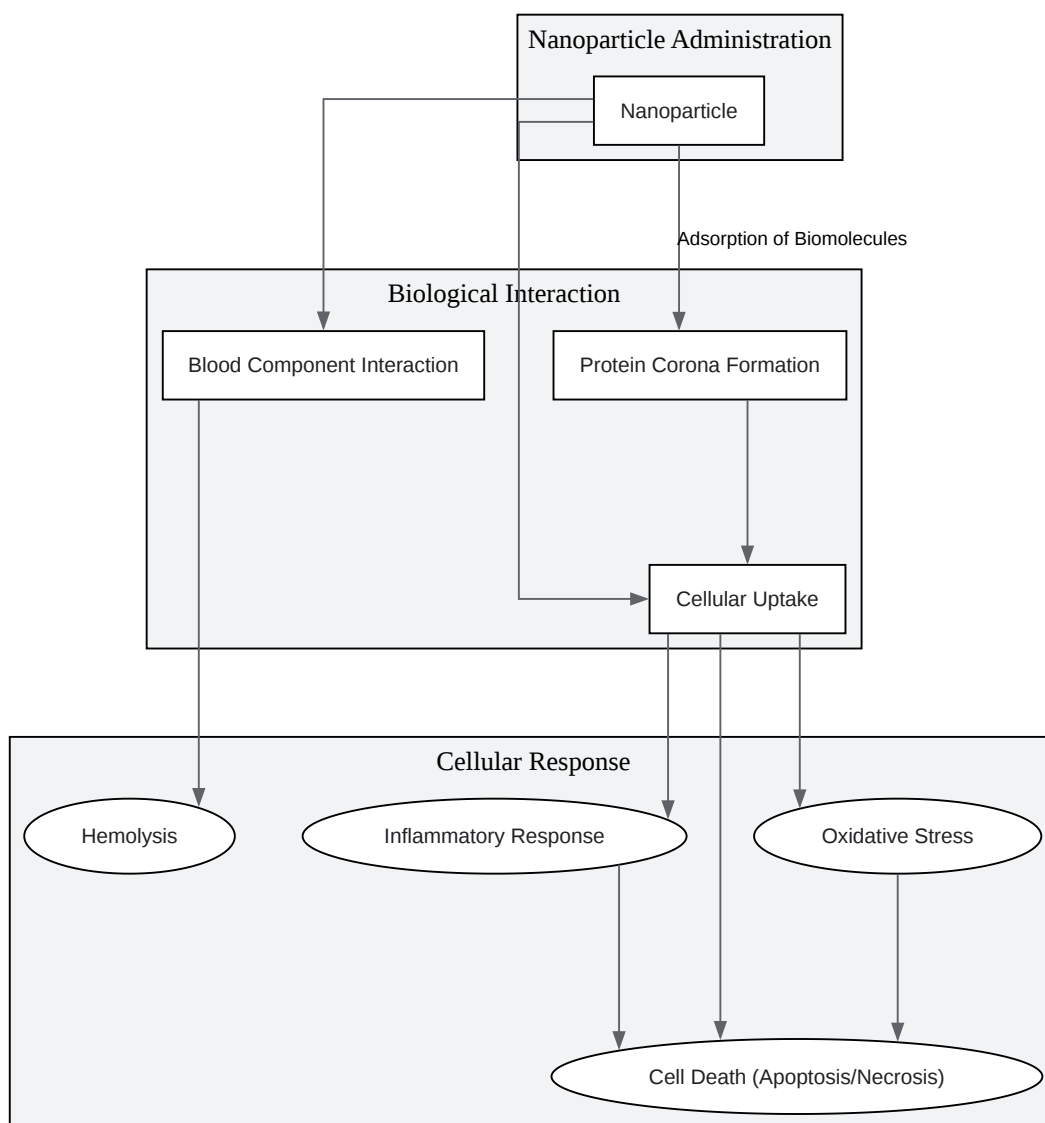 Nanoparticle Administration
Nanoparticle
Adsorption of Biomolecules
Biological Interaction
Blood Component Interaction
Protein Corona Formation
Cellular Uptake
Cellular Response
Hemolysis
Inflammatory Response
Oxidative Stress
Cell Death (Apoptosis/Necrosis)